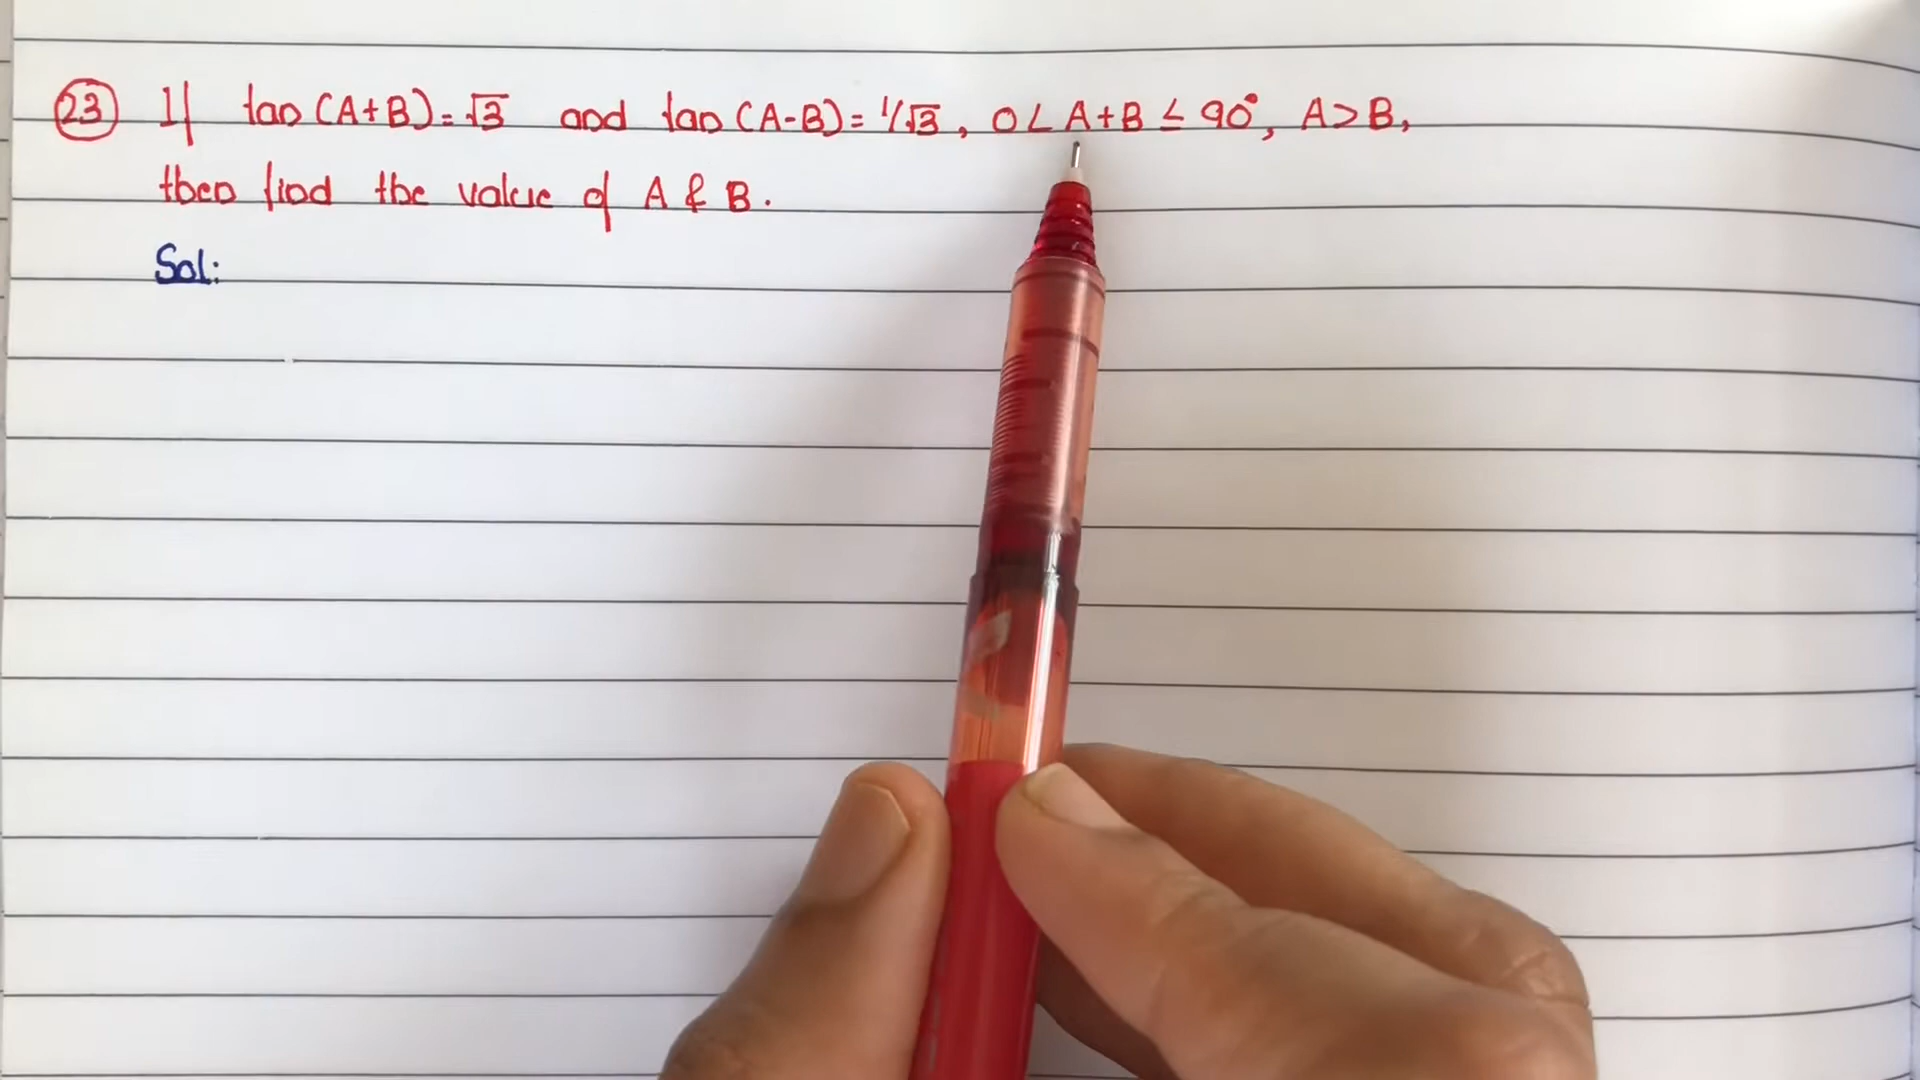 23 If tan (A+B)=√3 and tan (A-B)= 1/√3, 0 < A+B ≤ 90°, A>B,
then find the value of A & B.
Sol: